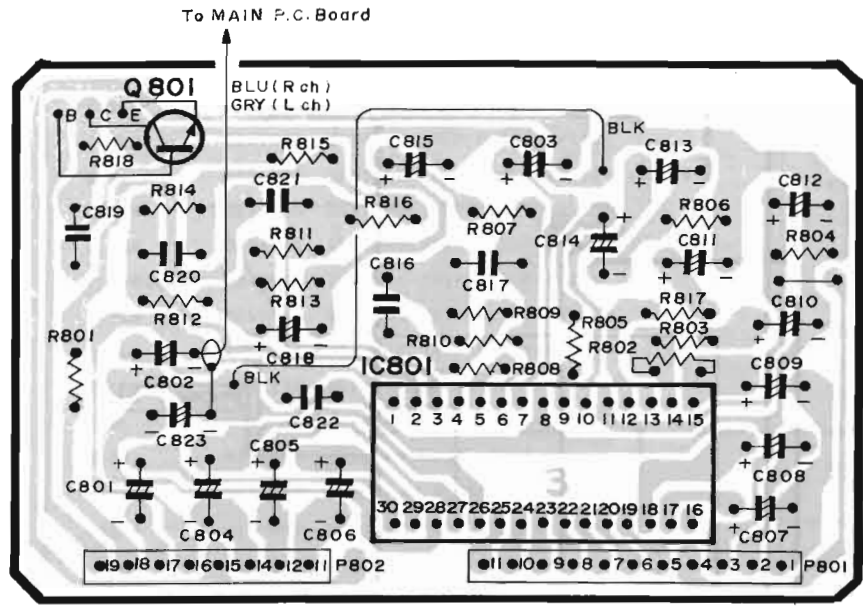 To MAIN P.C. Board
Q801
BLU (R ch)
GRY (L ch)
B C E
R818
R815
C815
C803
BLK
C813
+ -
+ -
+ -
R814
C821
R816
R807
C814
+
-
R806
C812
+ -
C819
R811
C817
C811
+ -
R804
C820
R813
C816
R812
C818
+ -
R809
R810
R808
R805
R802
R817
R803
C810
+ -
R801
C802
+ -
BLK
IC801
C809
+ -
C823
- +
C822
1 2 3 4 5 6 7 8 9 10 11 12 13 14 15
C808
+ -
3
C801
+
-
C804
+
-
C805
+
-
C806
+
-
30 29 28 27 26 25 24 23 22 21 20 19 18 17 16
C807
+ -
19 18 17 16 15 14 12 11 P802
11 10 9 8 7 6 5 4 3 2 1 P801